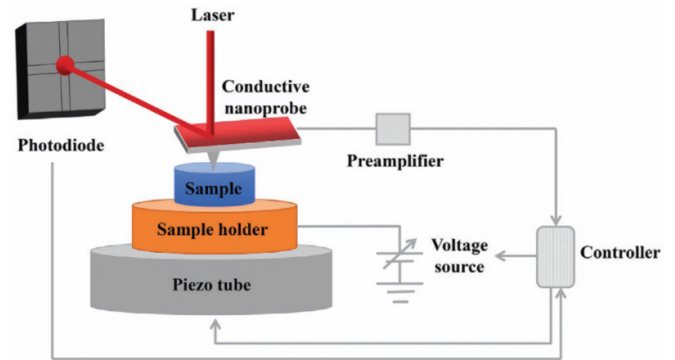 Laser
Conductive
nanoprobe
Photodiode
Preamplifier
Sample
Sample holder
Voltage
source
Controller
Piezo tube